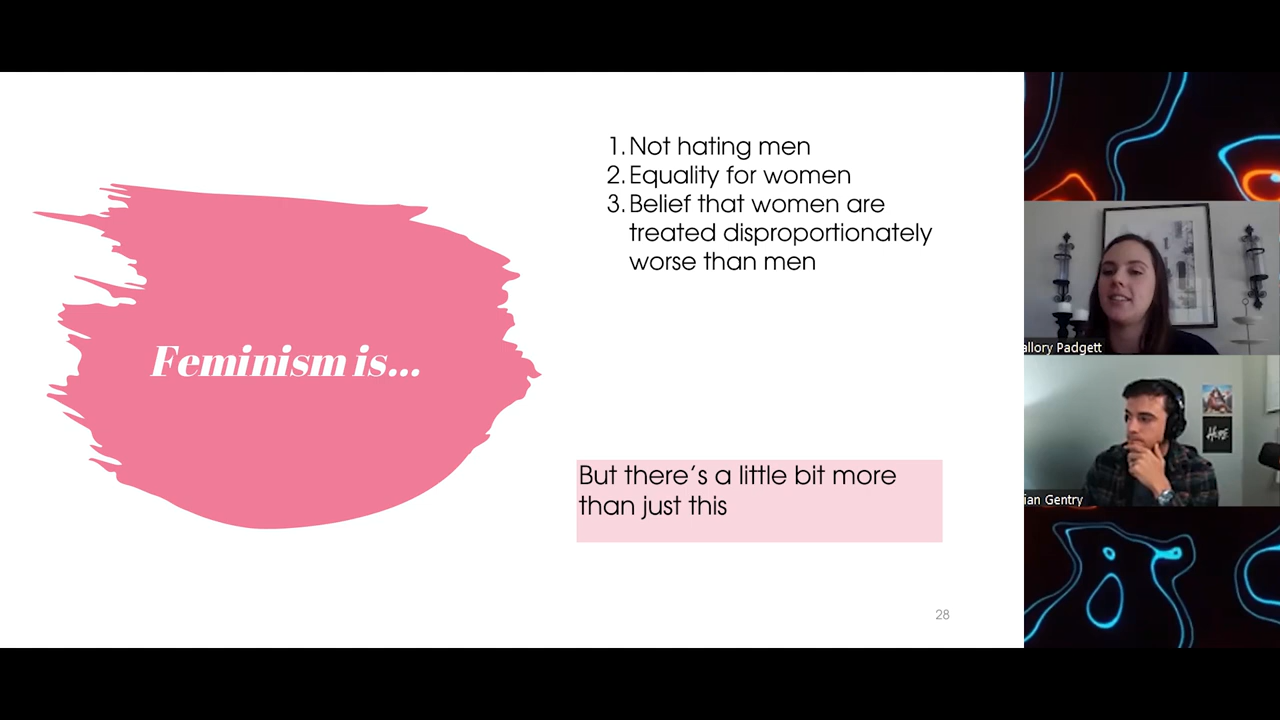 1. Not hating men
2. Equality for women
3. Belief that women are
treated disproportionately
worse than men
Feminism is...
But there's a little bit more
than just this
28
allory Padgett
ian Gentry
HOPE